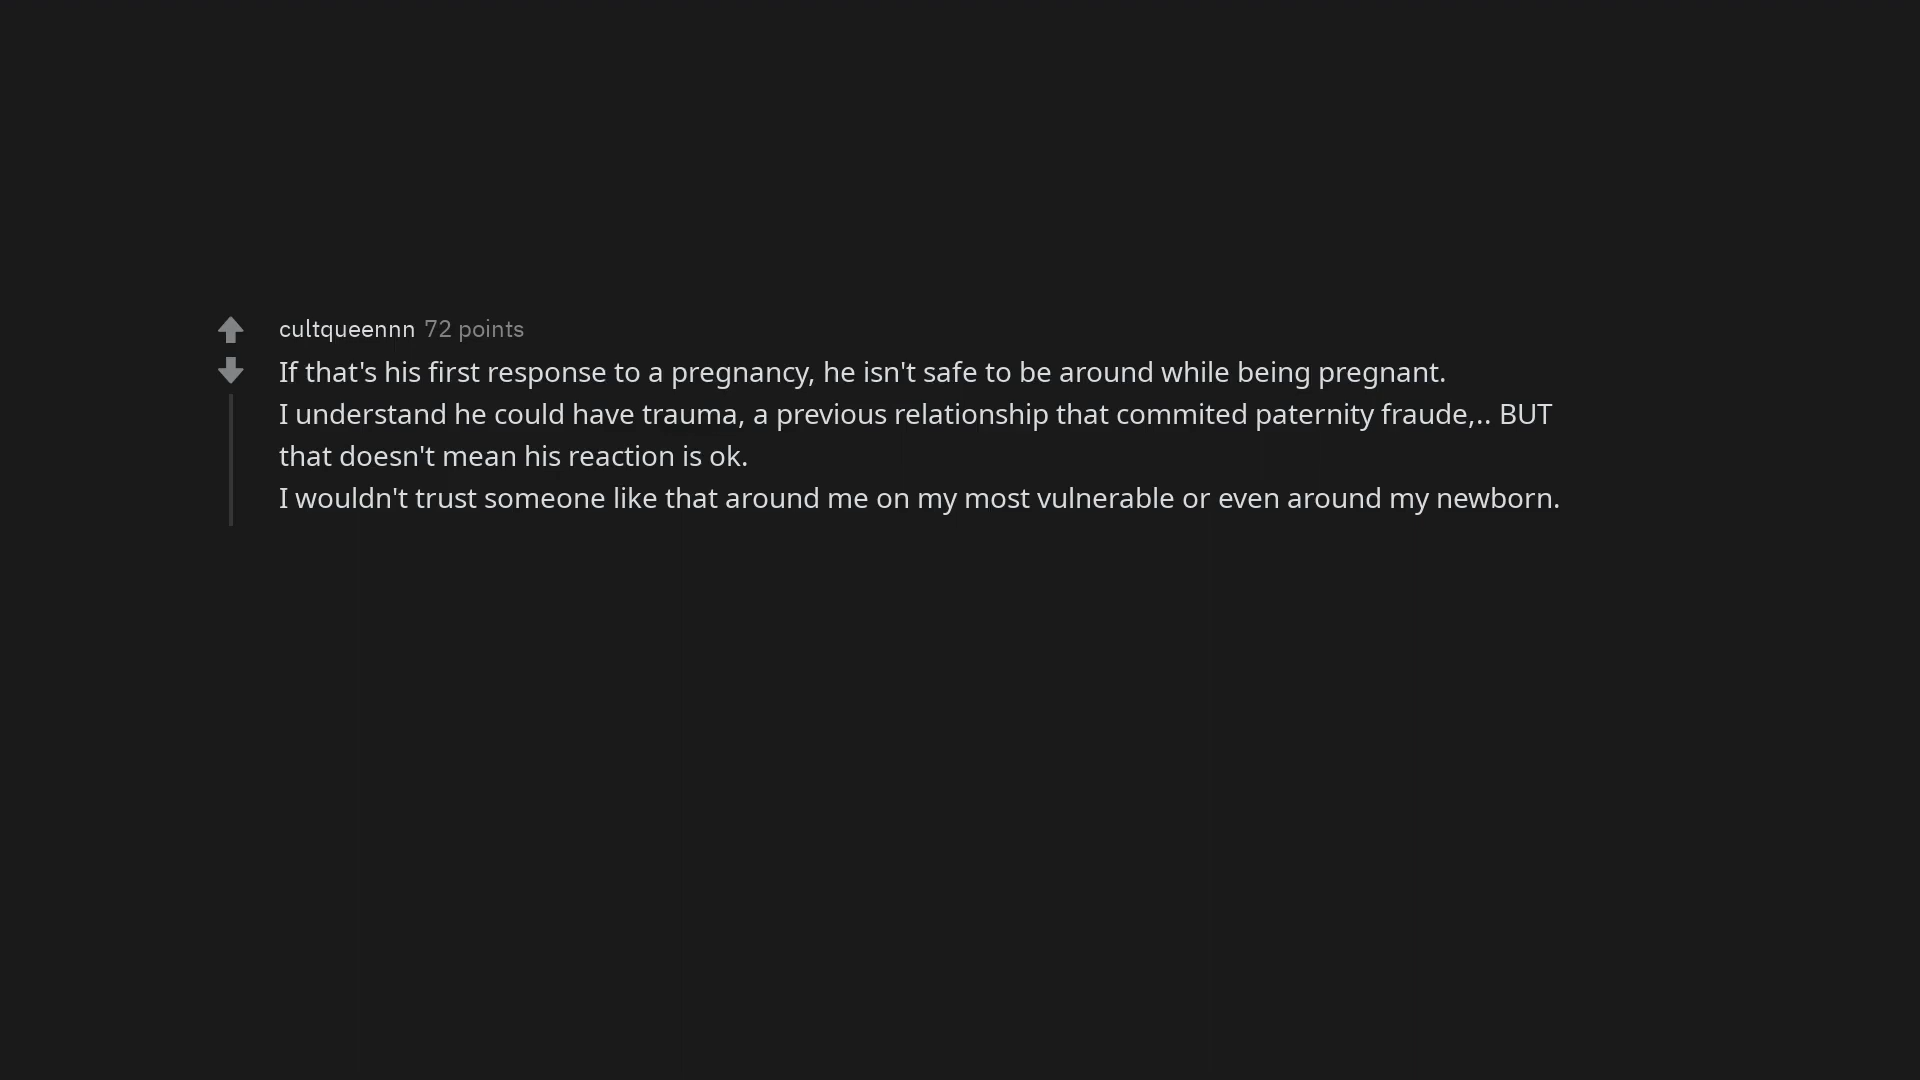 cultqueennn 72 points
If that's his first response to a pregnancy, he isn't safe to be around while being pregnant.
I understand he could have trauma, a previous relationship that commited paternity fraude,.. BUT
that doesn't mean his reaction is ok.
I wouldn't trust someone like that around me on my most vulnerable or even around my newborn.